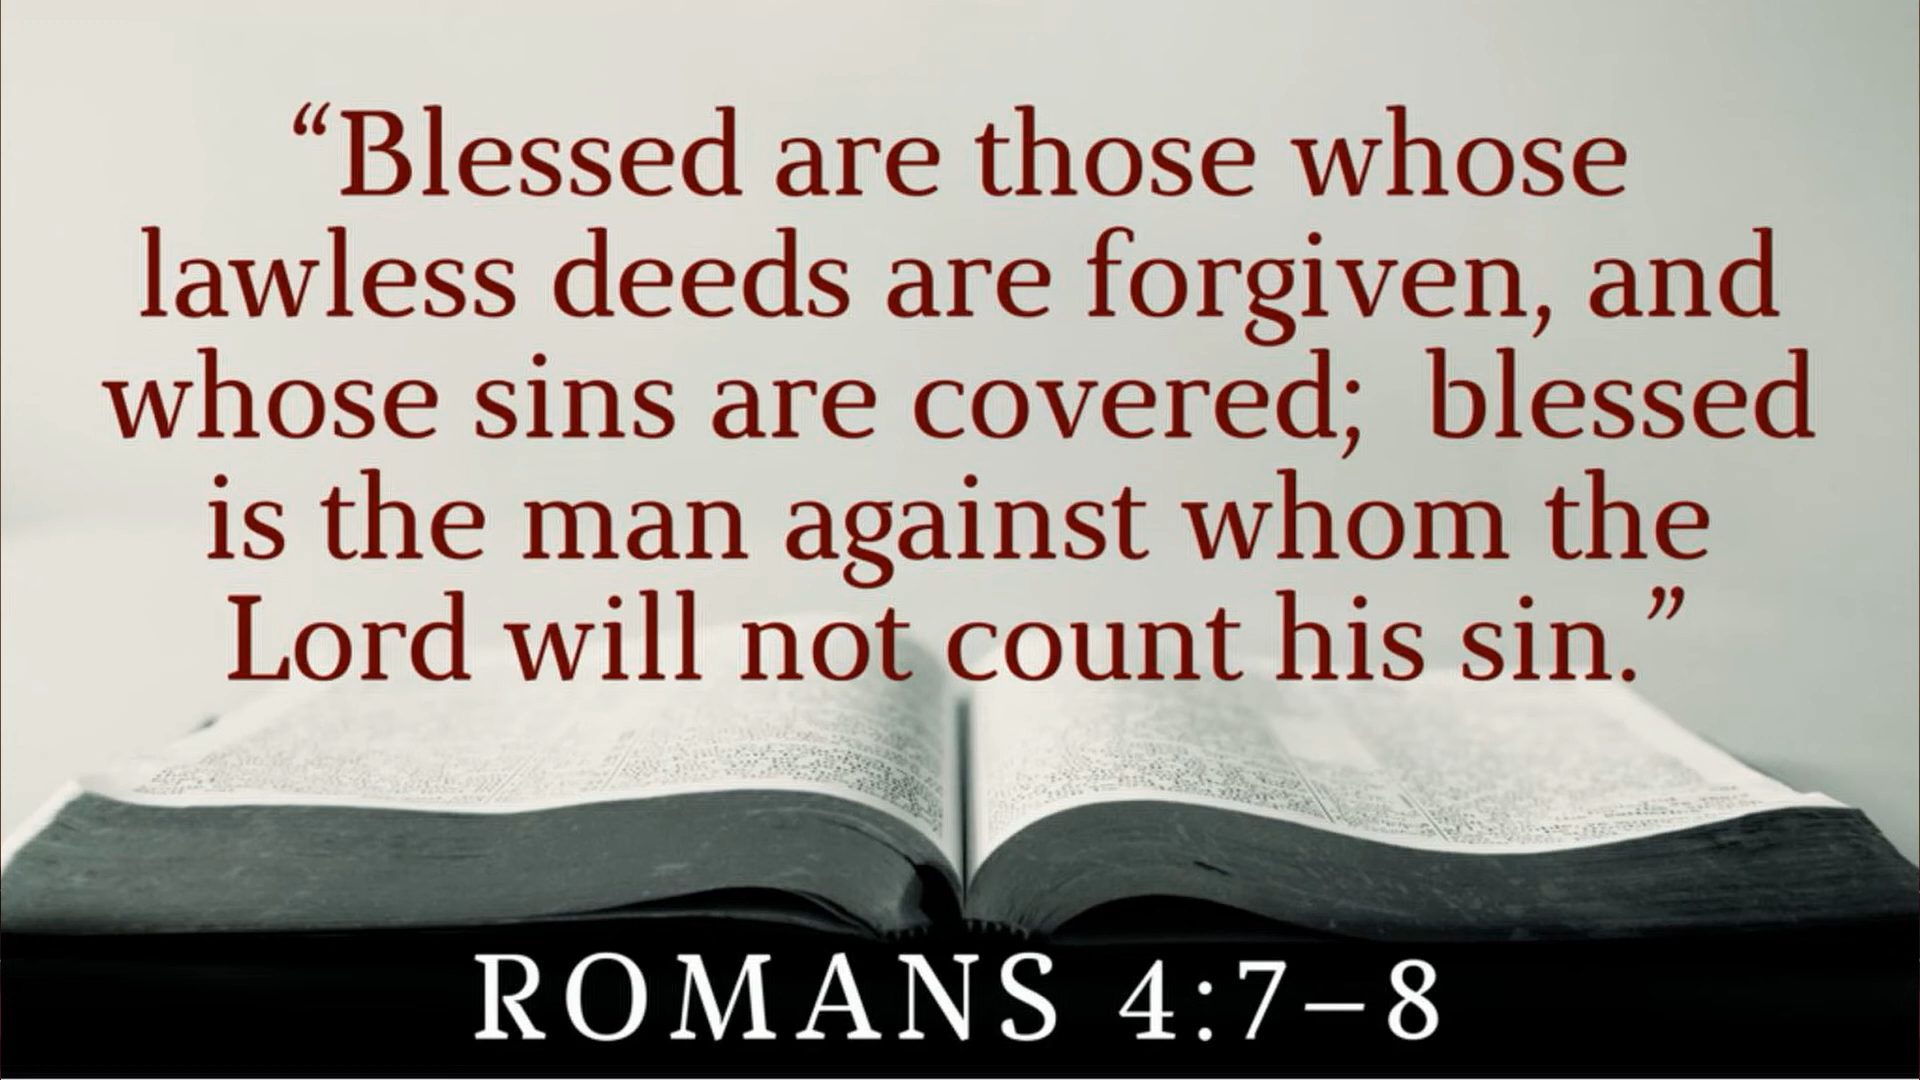 “Blessed are those whose
lawless deeds are forgiven, and
whose sins are covered;  blessed
is the man against whom the
Lord will not count his sin.”
ROMANS 4:7–8